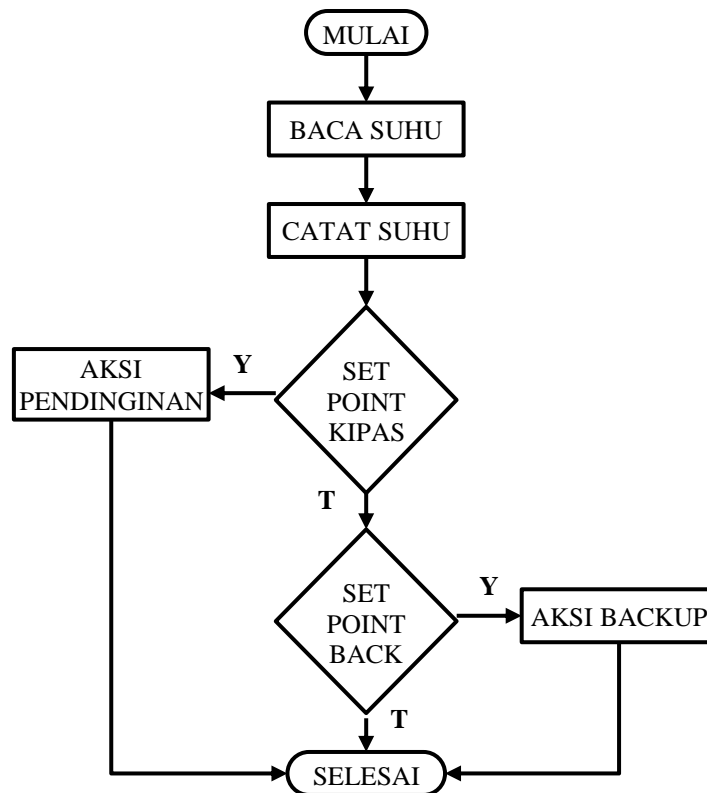 MULAI
BACA SUHU
CATAT SUHU
SET
POINT
KIPAS
Y
AKSI
PENDINGINAN
T
SET
POINT
BACK
Y
AKSI BACKUP
T
SELESAI